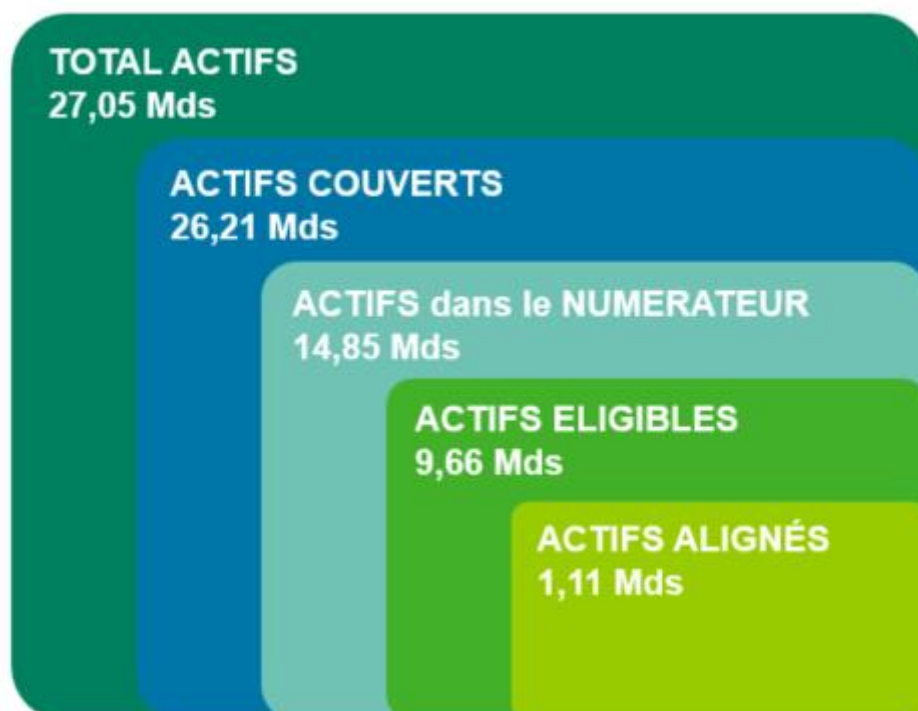 TOTAL ACTIFS
27,05 Mds
ACTIFS COUVERTS
26,21 Mds
ACTIFS dans le NUMERATEUR
14,85 Mds
ACTIFS ELIGIBLES
9,66 Mds
ACTIFS ALIGNÉS
1,11 Mds